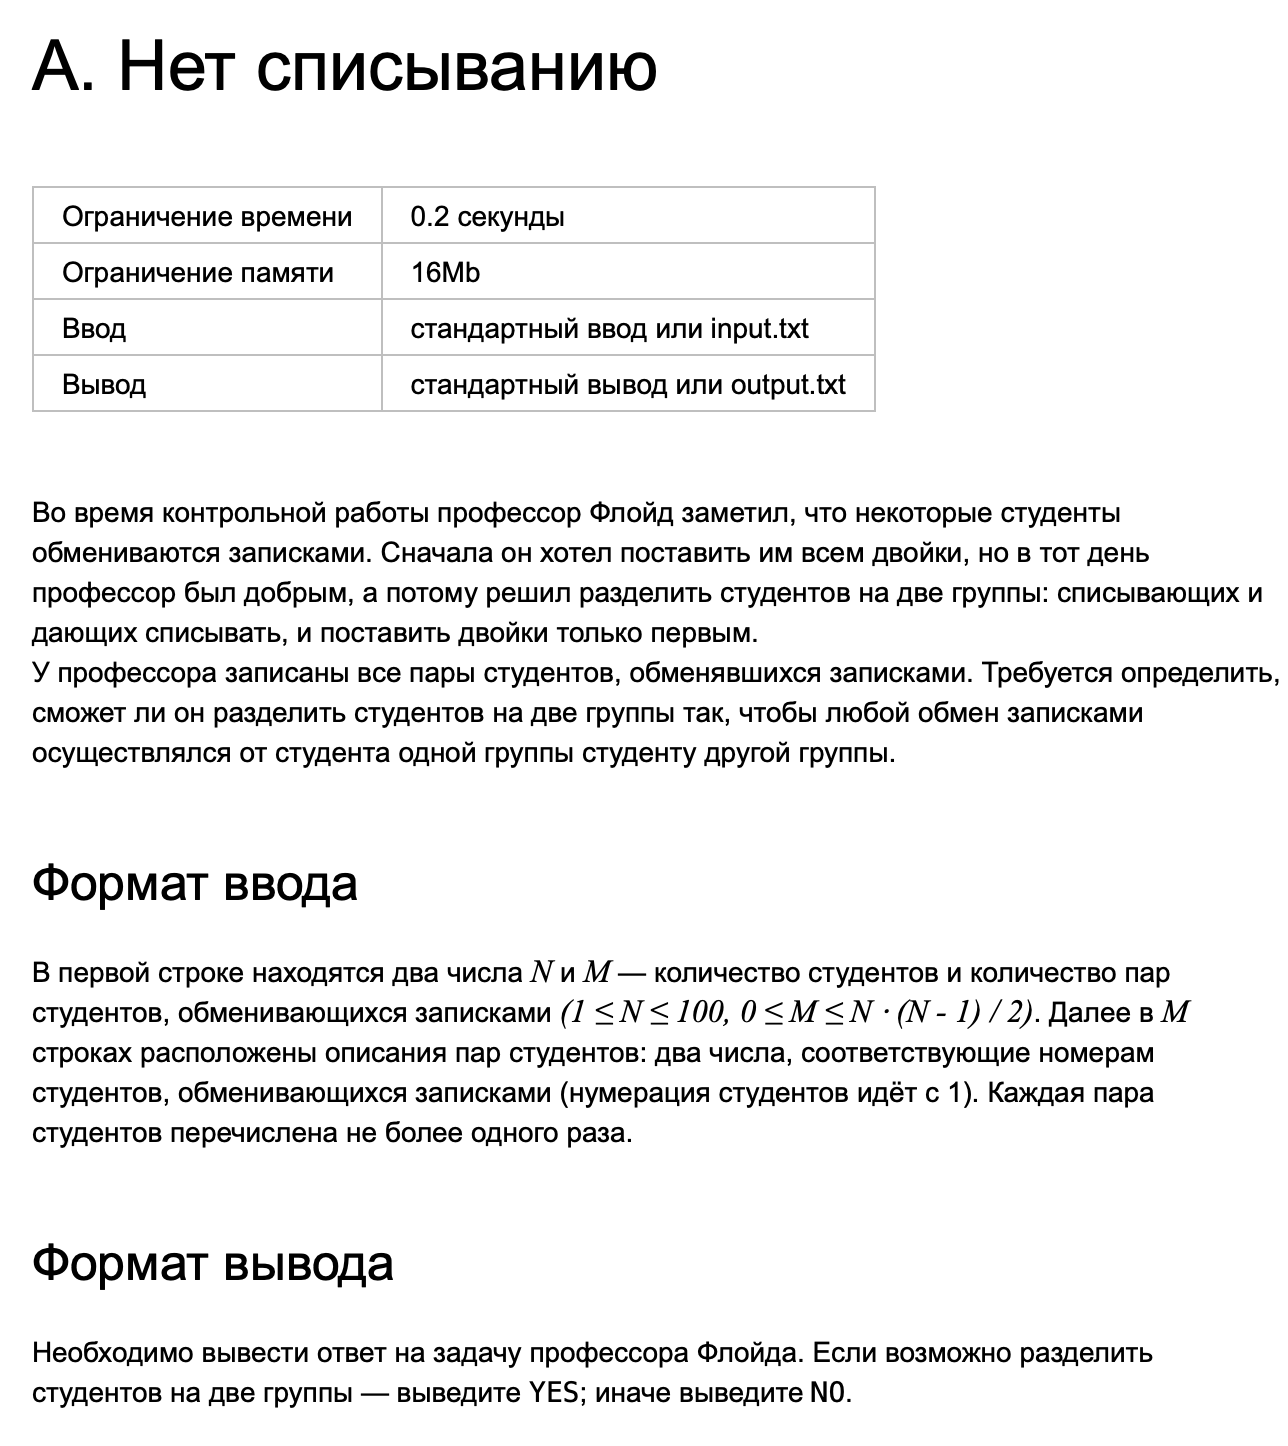 А. Нет списыванию
Ограничение времени 0.2 секунды
Ограничение памяти 16Mb
Ввод стандартный ввод или input.txt
Вывод стандартный вывод или output.txt
Во время контрольной работы профессор Флойд заметил, что некоторые студенты
обмениваются записками. Сначала он хотел поставить им всем двойки, но в тот день
профессор был добрым, а потому решил разделить студентов на две группы: списывающих и
дающих списывать, и поставить двойки только первым.
У профессора записаны все пары студентов, обменявшихся записками. Требуется определить,
сможет ли он разделить студентов на две группы так, чтобы любой обмен записками
осуществлялся от студента одной группы студенту другой группы.
Формат ввода
В первой строке находятся два числа N и M — количество студентов и количество пар
студентов, обменивающихся записками (1 ≤ N ≤ 100, 0 ≤ M ≤ N · (N - 1) / 2). Далее в M
строках расположены описания пар студентов: два числа, соответствующие номерам
студентов, обменивающихся записками (нумерация студентов идёт с 1). Каждая пара
студентов перечислена не более одного раза.
Формат вывода
Необходимо вывести ответ на задачу профессора Флойда. Если возможно разделить
студентов на две группы — выведите YES; иначе выведите NO.